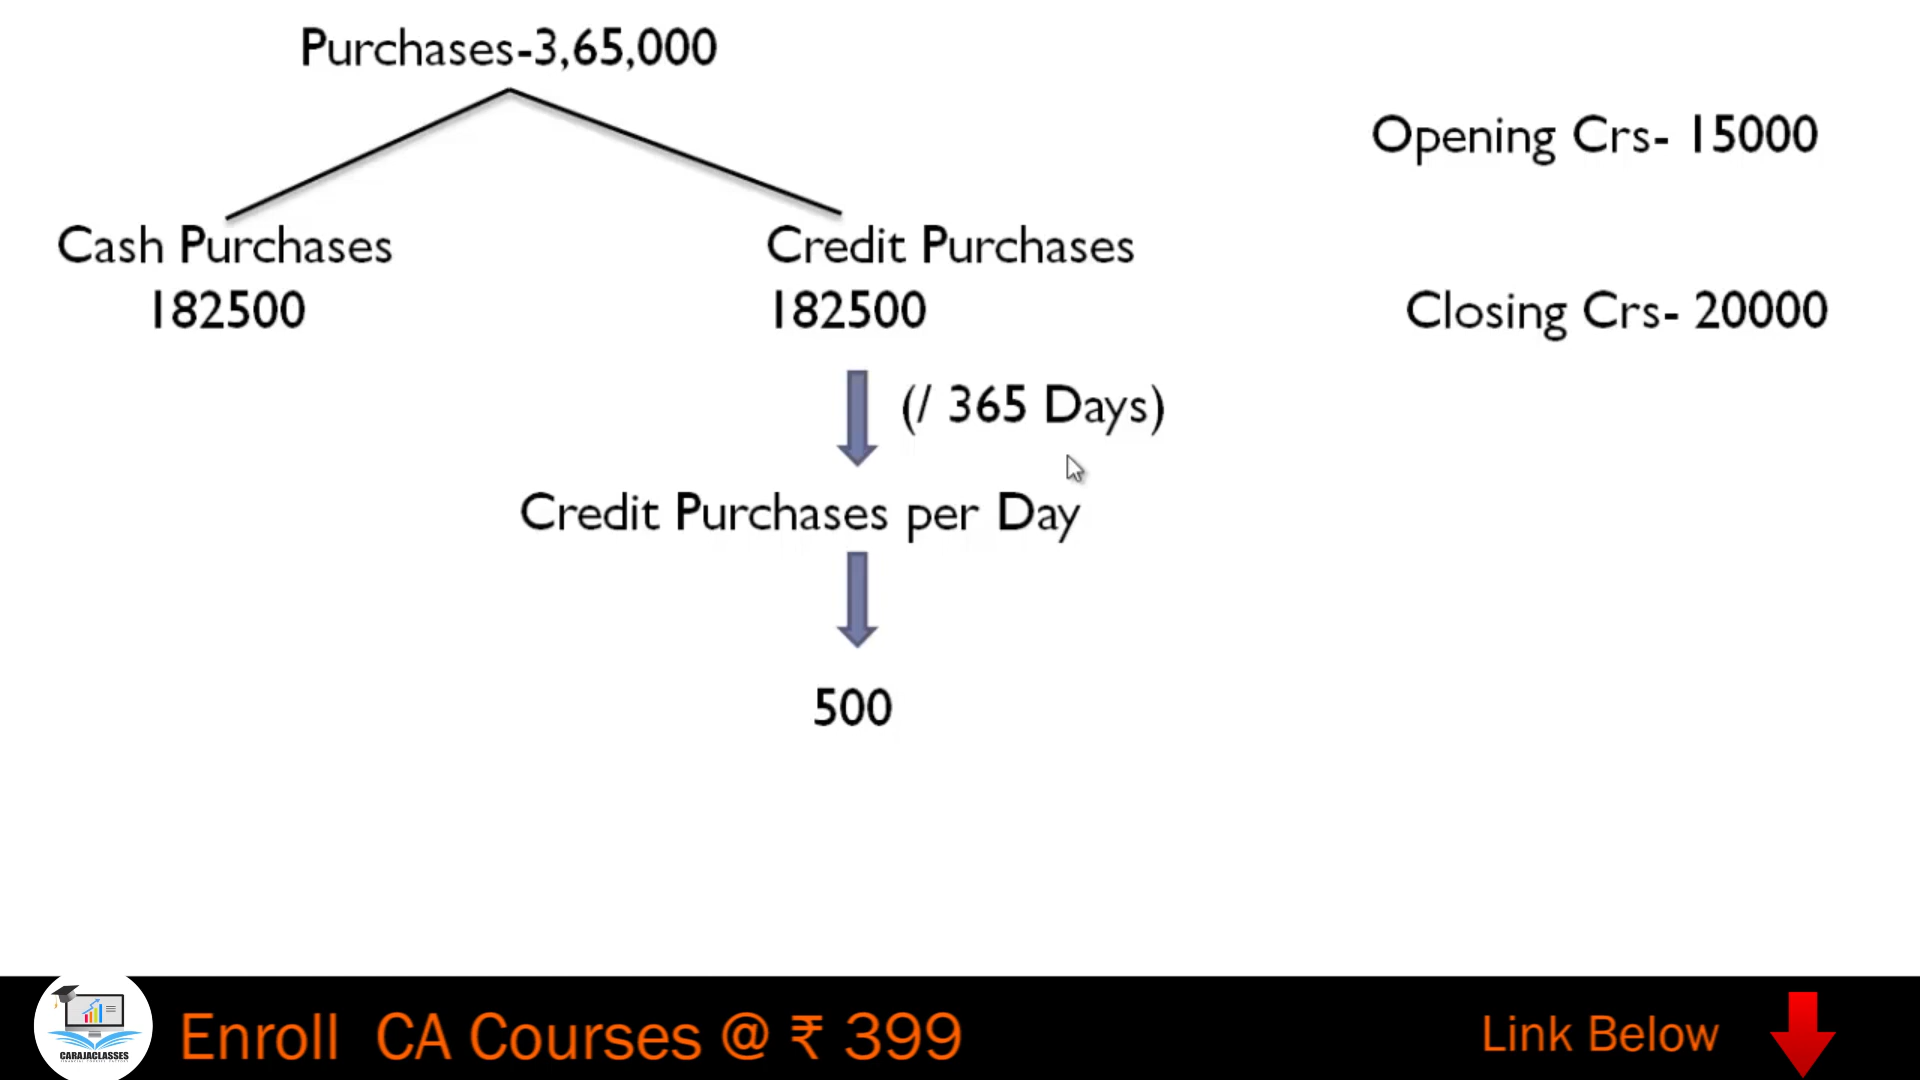 Purchases-3,65,000
Opening Crs- 15000
Cash Purchases
182500
Credit Purchases
182500
Closing Crs- 20000
(/ 365 Days)
Credit Purchases per Day
500
CARAJACLASSES
Enroll CA Courses @ ₹ 399
Link Below